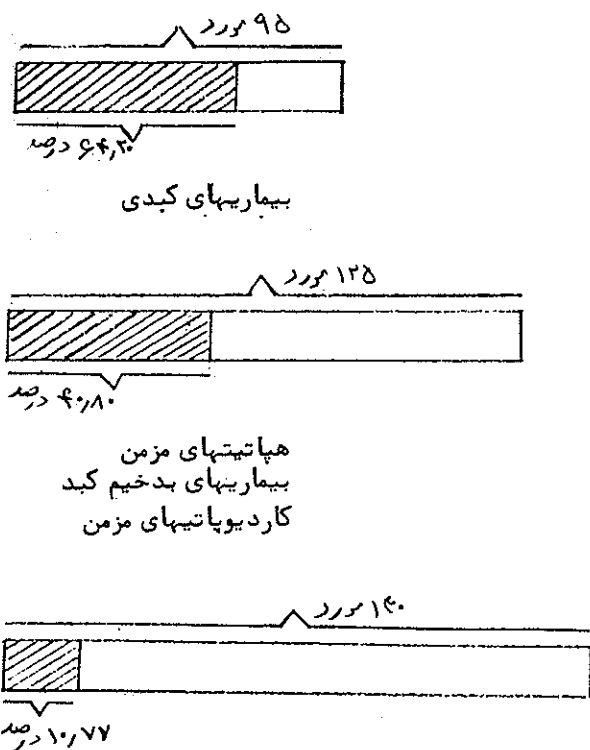 ۹۵ مورد
۶۴٫۲۰ درصد
بیماریهای کبدی
۱۲۵ مورد
۴۰٫۸۰ درصد
هپاتیتهای مزمن
بیماریهای بدخیم کبد
کاردیوپاتیهای مزمن
۱۳۰ مورد
۱۰٫۷۷ درصد